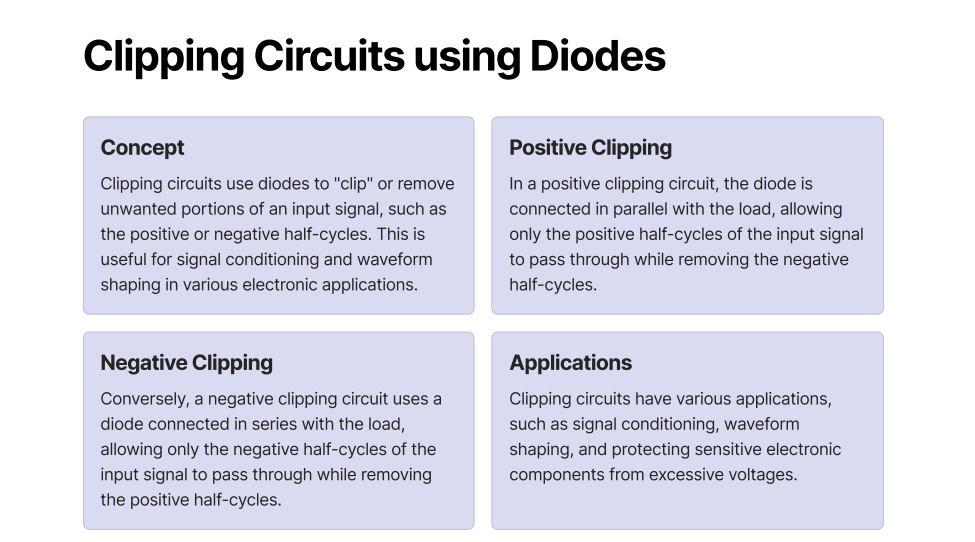 Clipping Circuits using Diodes
Concept
Clipping circuits use diodes to "clip" or remove
unwanted portions of an input signal, such as
the positive or negative half-cycles. This is
useful for signal conditioning and waveform
shaping in various electronic applications.
Positive Clipping
In a positive clipping circuit, the diode is
connected in parallel with the load, allowing
only the positive half-cycles of the input signal
to pass through while removing the negative
half-cycles.
Negative Clipping
Conversely, a negative clipping circuit uses a
diode connected in series with the load,
allowing only the negative half-cycles of the
input signal to pass through while removing
the positive half-cycles.
Applications
Clipping circuits have various applications,
such as signal conditioning, waveform
shaping, and protecting sensitive electronic
components from excessive voltages.